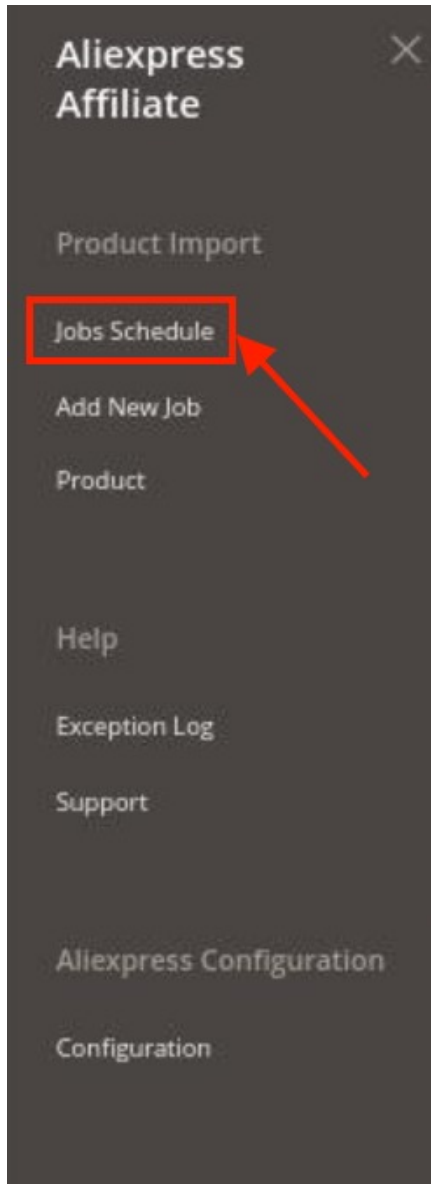 Aliexpress
Affiliate
Product Import
Jobs Schedule
Add New Job
Product
Help
Exception Log
Support
Aliexpress Configuration
Configuration